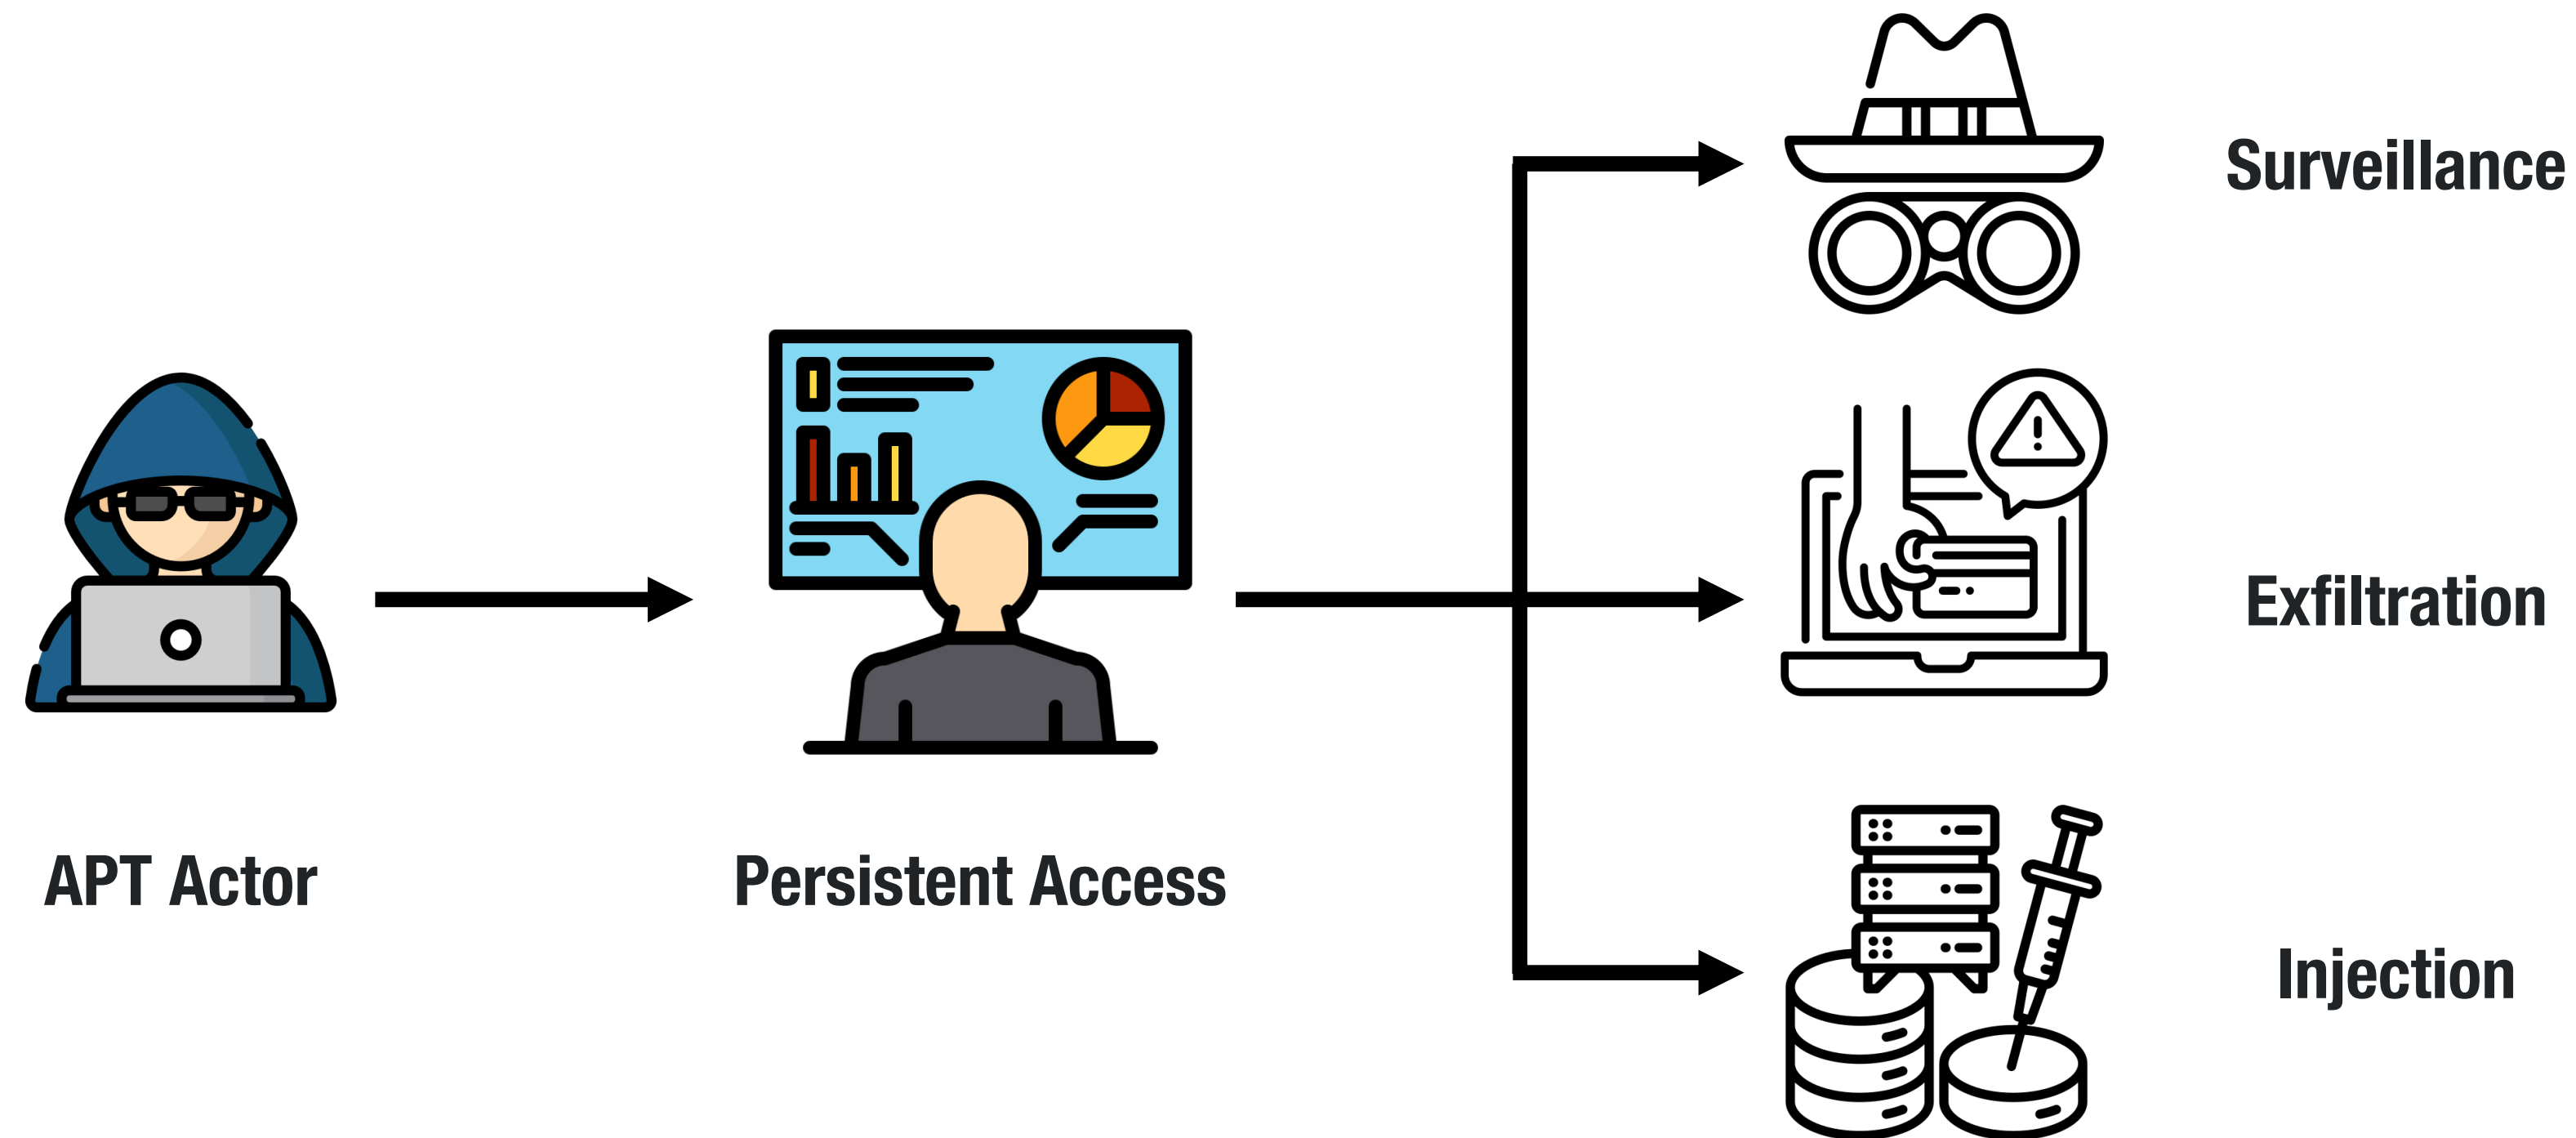 APT Actor
Persistent Access
Surveillance
Exfiltration
Injection